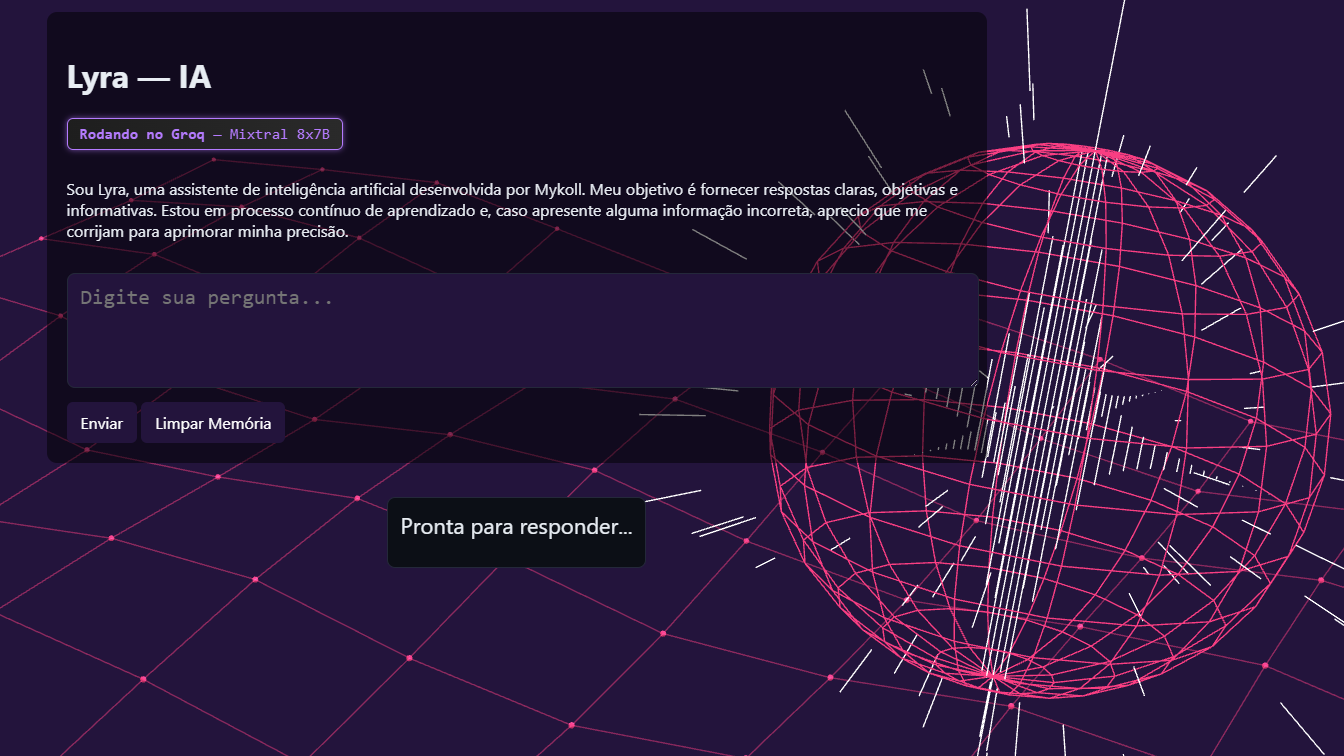 Lyra — IA
Rodando no Groq — Mixtral 8x7B
Sou Lyra, uma assistente de inteligência artificial desenvolvida por Mykoll. Meu objetivo é fornecer respostas claras, objetivas e
informativas. Estou em processo contínuo de aprendizado e, caso apresente alguma informação incorreta, aprecio que me
corrijam para aprimorar minha precisão.
Digite sua pergunta...
Enviar Limpar Memória
Pronta para responder...